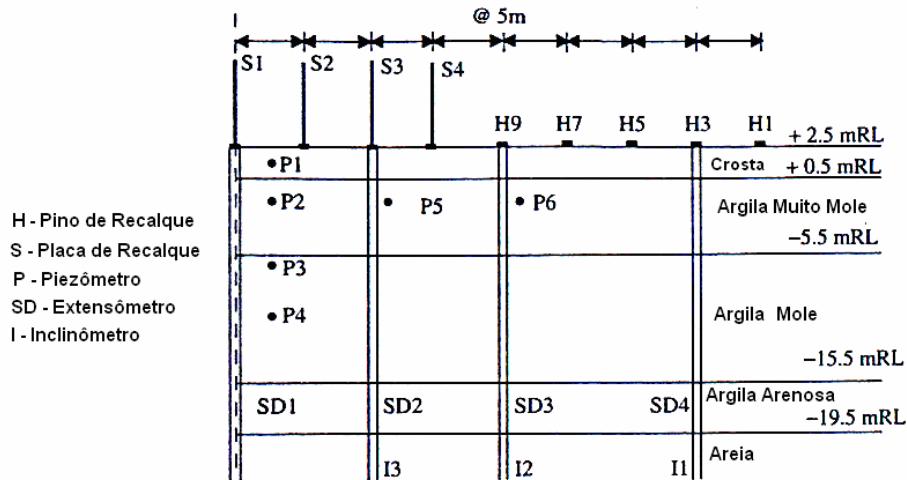 @ 5m
S1
S2
S3
S4
H9
H7
H5
H3
H1
+ 2.5 mRL
P1
Crosta
+ 0.5 mRL
P2
P5
P6
Argila Muito Mole
−5.5 mRL
H - Pino de Recalque
S - Placa de Recalque
P - Piezômetro
SD - Extensômetro
I - Inclinômetro
P3
P4
Argila Mole
−15.5 mRL
SD1
SD2
SD3
SD4
Argila Arenosa
−19.5 mRL
I3
I2
I1
Areia